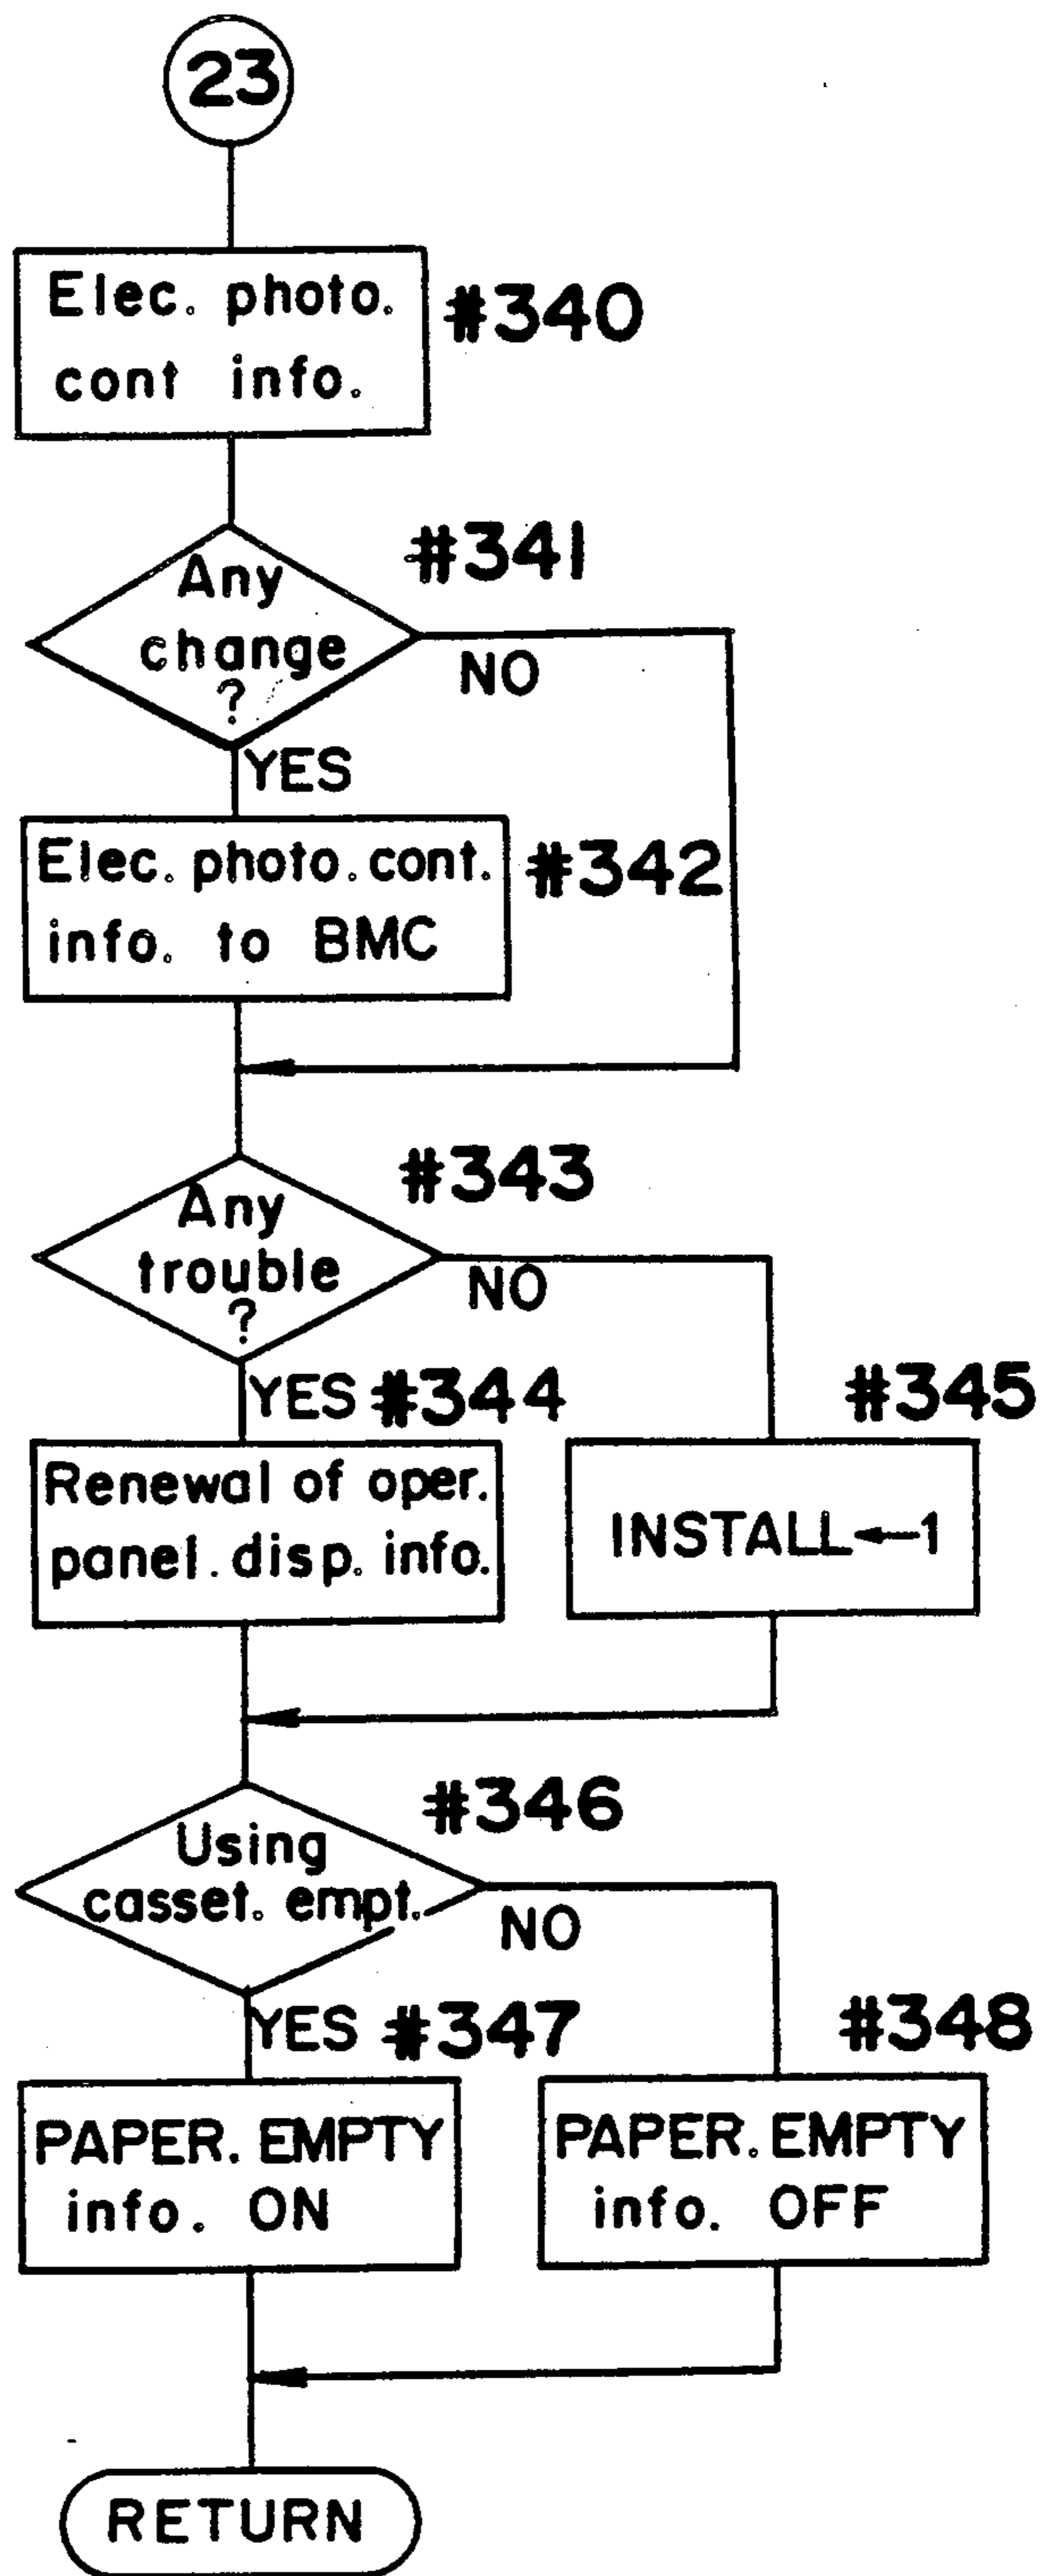 23
Elec. photo.
cont info.
#340
#341
Any
change
?
NO
YES
Elec. photo. cont.
info. to BMC
#342
#343
Any
trouble
?
NO
YES #344
#345
Renewal of oper.
panel. disp. info.
INSTALL←1
#346
Using
casset. empt.
NO
YES #347
#348
PAPER. EMPTY
info. ON
PAPER. EMPTY
info. OFF
RETURN